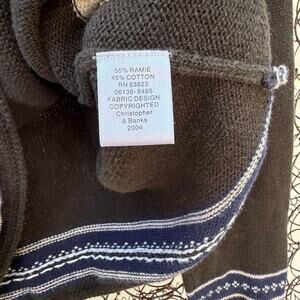 55% RAMIE
45% COTTON
RN 63823
06138-8495
FABRIC DESIGN
COPYRIGHTED
Christopher
& Banks
2004